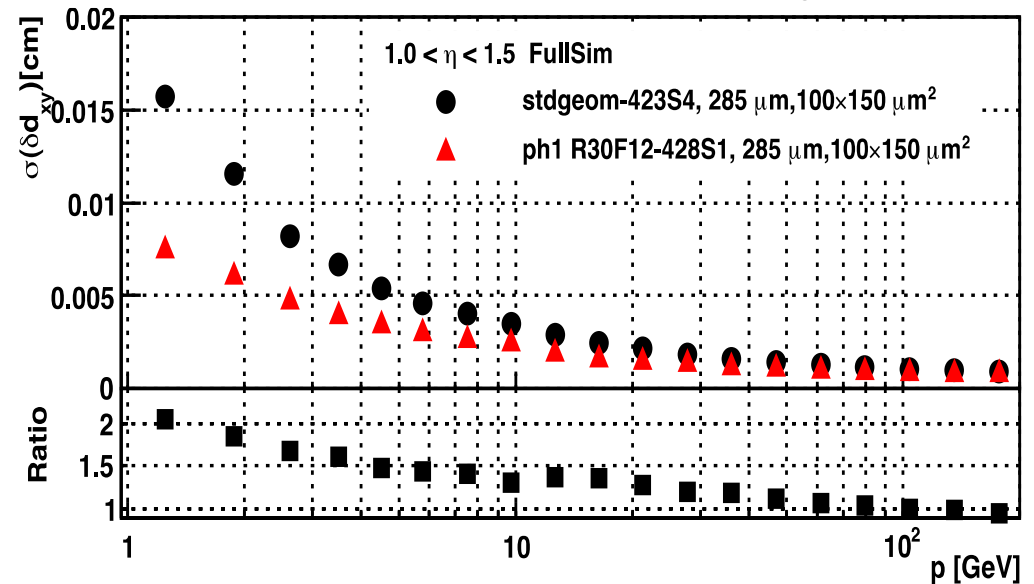 0.02
0.015
0.01
0.005
0
σ(δd_xy)[cm]
1.0 < η < 1.5 FullSim
stdgeom-423S4, 285 μm,100×150 μm²
ph1 R30F12-428S1, 285 μm,100×150 μm²
2
1.5
1
Ratio
1
10
10²
p [GeV]